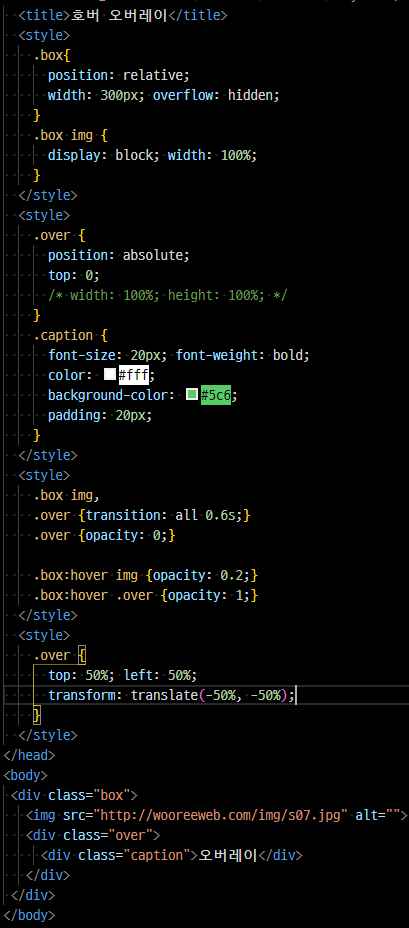 <title>호버 오버레이</title>
<style>
.box{
position: relative;
width: 300px; overflow: hidden;
}
.box img {
display: block; width: 100%;
}
</style>
<style>
.over {
position: absolute;
top: 0;
/* width: 100%; height: 100%; */
}
.caption {
font-size: 20px; font-weight: bold;
color: #fff;
background-color: #5c6;
padding: 20px;
}
</style>
<style>
.box img,
.over {transition: all 0.6s;}
.over {opacity: 0;}
.box:hover img {opacity: 0.2;}
.box:hover .over {opacity: 1;}
</style>
<style>
.over {
top: 50%; left: 50%;
transform: translate(-50%, -50%);
}
</style>
</head>
<body>
<div class="box">
<img src="http://wooreeweb.com/img/s07.jpg" alt="">
<div class="over">
<div class="caption">오버레이</div>
</div>
</div>
</body>